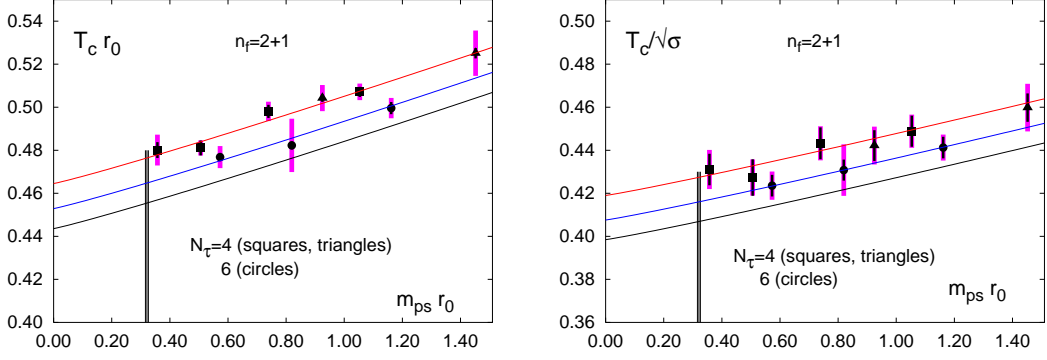 0.54
T_c r_0
n_f=2+1
0.52
0.50
0.48
0.46
0.44
N_τ=4 (squares, triangles)
6 (circles)
0.42
m_ps r_0
0.40
0.00 0.20 0.40 0.60 0.80 1.00 1.20 1.40
0.50
T_c/√σ
n_f=2+1
0.48
0.46
0.44
0.42
0.40
N_τ=4 (squares, triangles)
6 (circles)
0.38
m_ps r_0
0.36
0.00 0.20 0.40 0.60 0.80 1.00 1.20 1.40